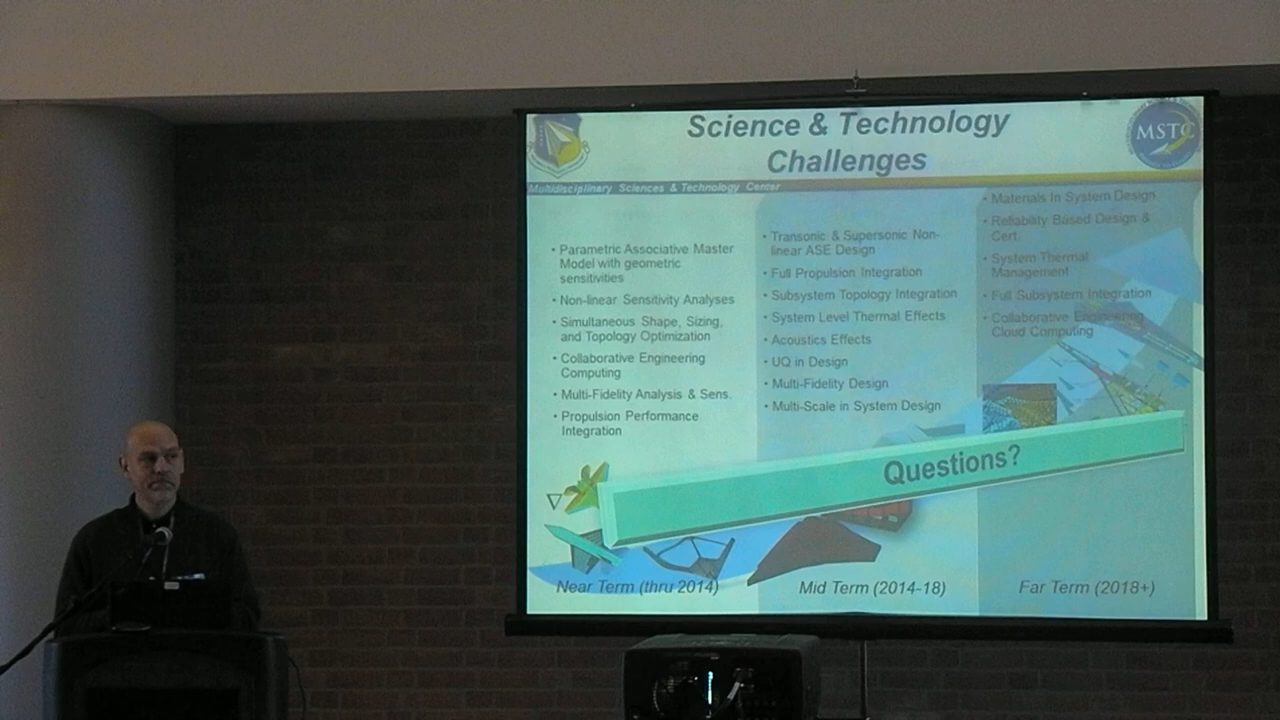 Science & Technology
Challenges
MSTC
Multidisciplinary Sciences & Technology Center
• Parametric Associative Master
Model with geometric
sensitivities
• Non-linear Sensitivity Analyses
• Simultaneous Shape, Sizing,
and Topology Optimization
• Collaborative Engineering
Computing
• Multi-Fidelity Analysis & Sens.
• Propulsion Performance
Integration
• Transonic & Supersonic Non-
linear ASE Design
• Full Propulsion Integration
• Subsystem Topology Integration
• System Level Thermal Effects
• Acoustics Effects
• UQ in Design
• Multi-Fidelity Design
• Multi-Scale in System Design
• Materials In System Design
• Reliability Based Design &
Cert.
• System Thermal
Management
• Full Subsystem Integration
• Collaborative Engineering
Cloud Computing
Questions?
∇
Near Term (thru 2014)
Mid Term (2014-18)
Far Term (2018+)